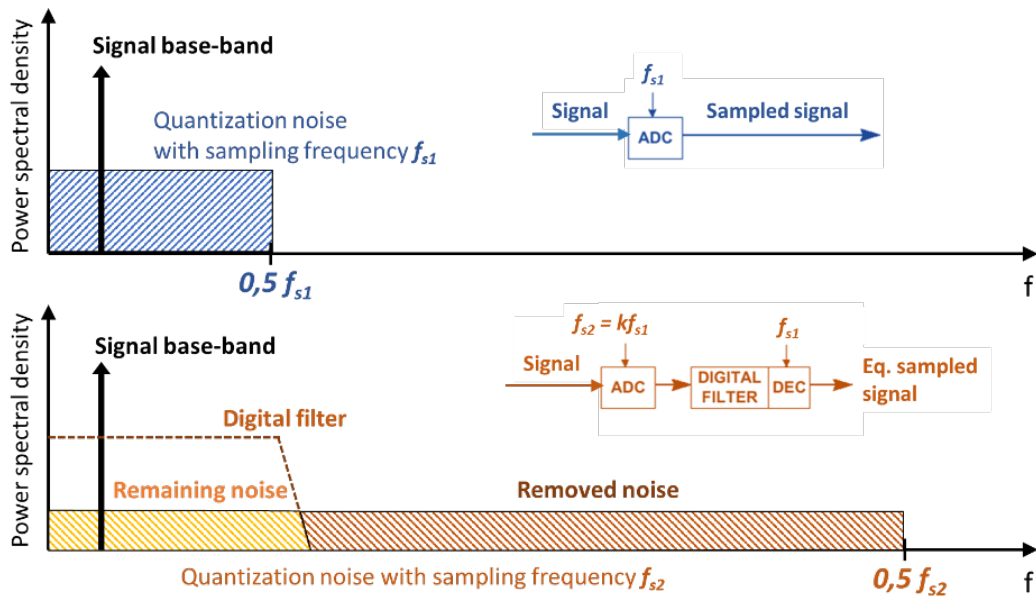 Power spectral density
Signal base-band
Quantization noise
with sampling frequency fs1
fs1
Signal
ADC
Sampled signal
0,5 fs1
f
Power spectral density
Signal base-band
fs2 = kfs1
fs1
Signal
ADC
DIGITAL
FILTER
DEC
Eq. sampled
signal
Digital filter
Remaining noise
Removed noise
Quantization noise with sampling frequency fs2
0,5 fs2
f